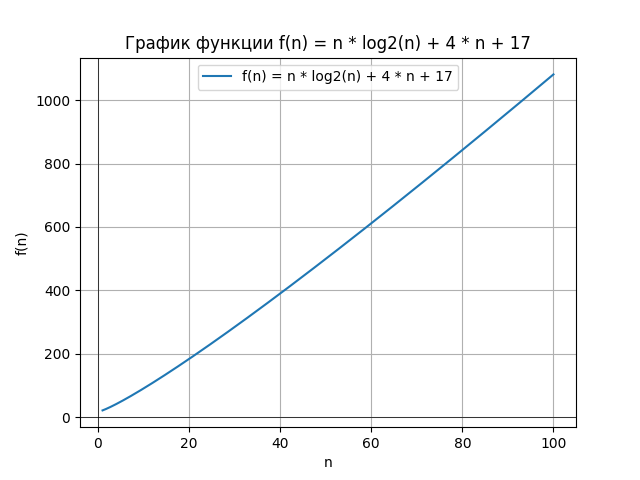 График функции f(n) = n * log2(n) + 4 * n + 17
f(n) = n * log2(n) + 4 * n + 17
1000
800
600
400
200
0
f(n)
0 20 40 60 80 100
n